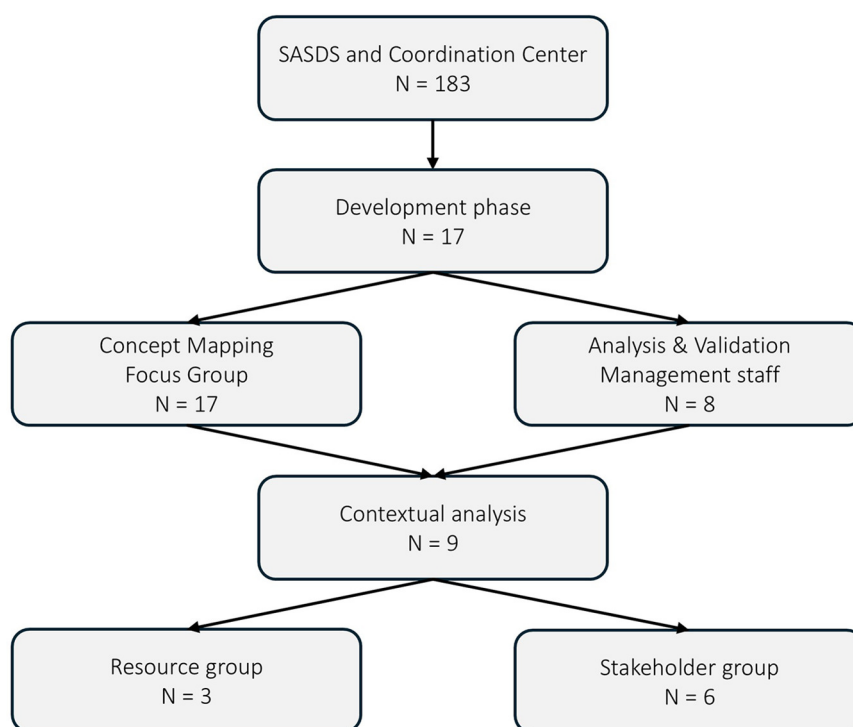 SASDS and Coordination Center
N = 183
Development phase
N = 17
Concept Mapping
Focus Group
N = 17
Analysis & Validation
Management staff
N = 8
Contextual analysis
N = 9
Resource group
N = 3
Stakeholder group
N = 6